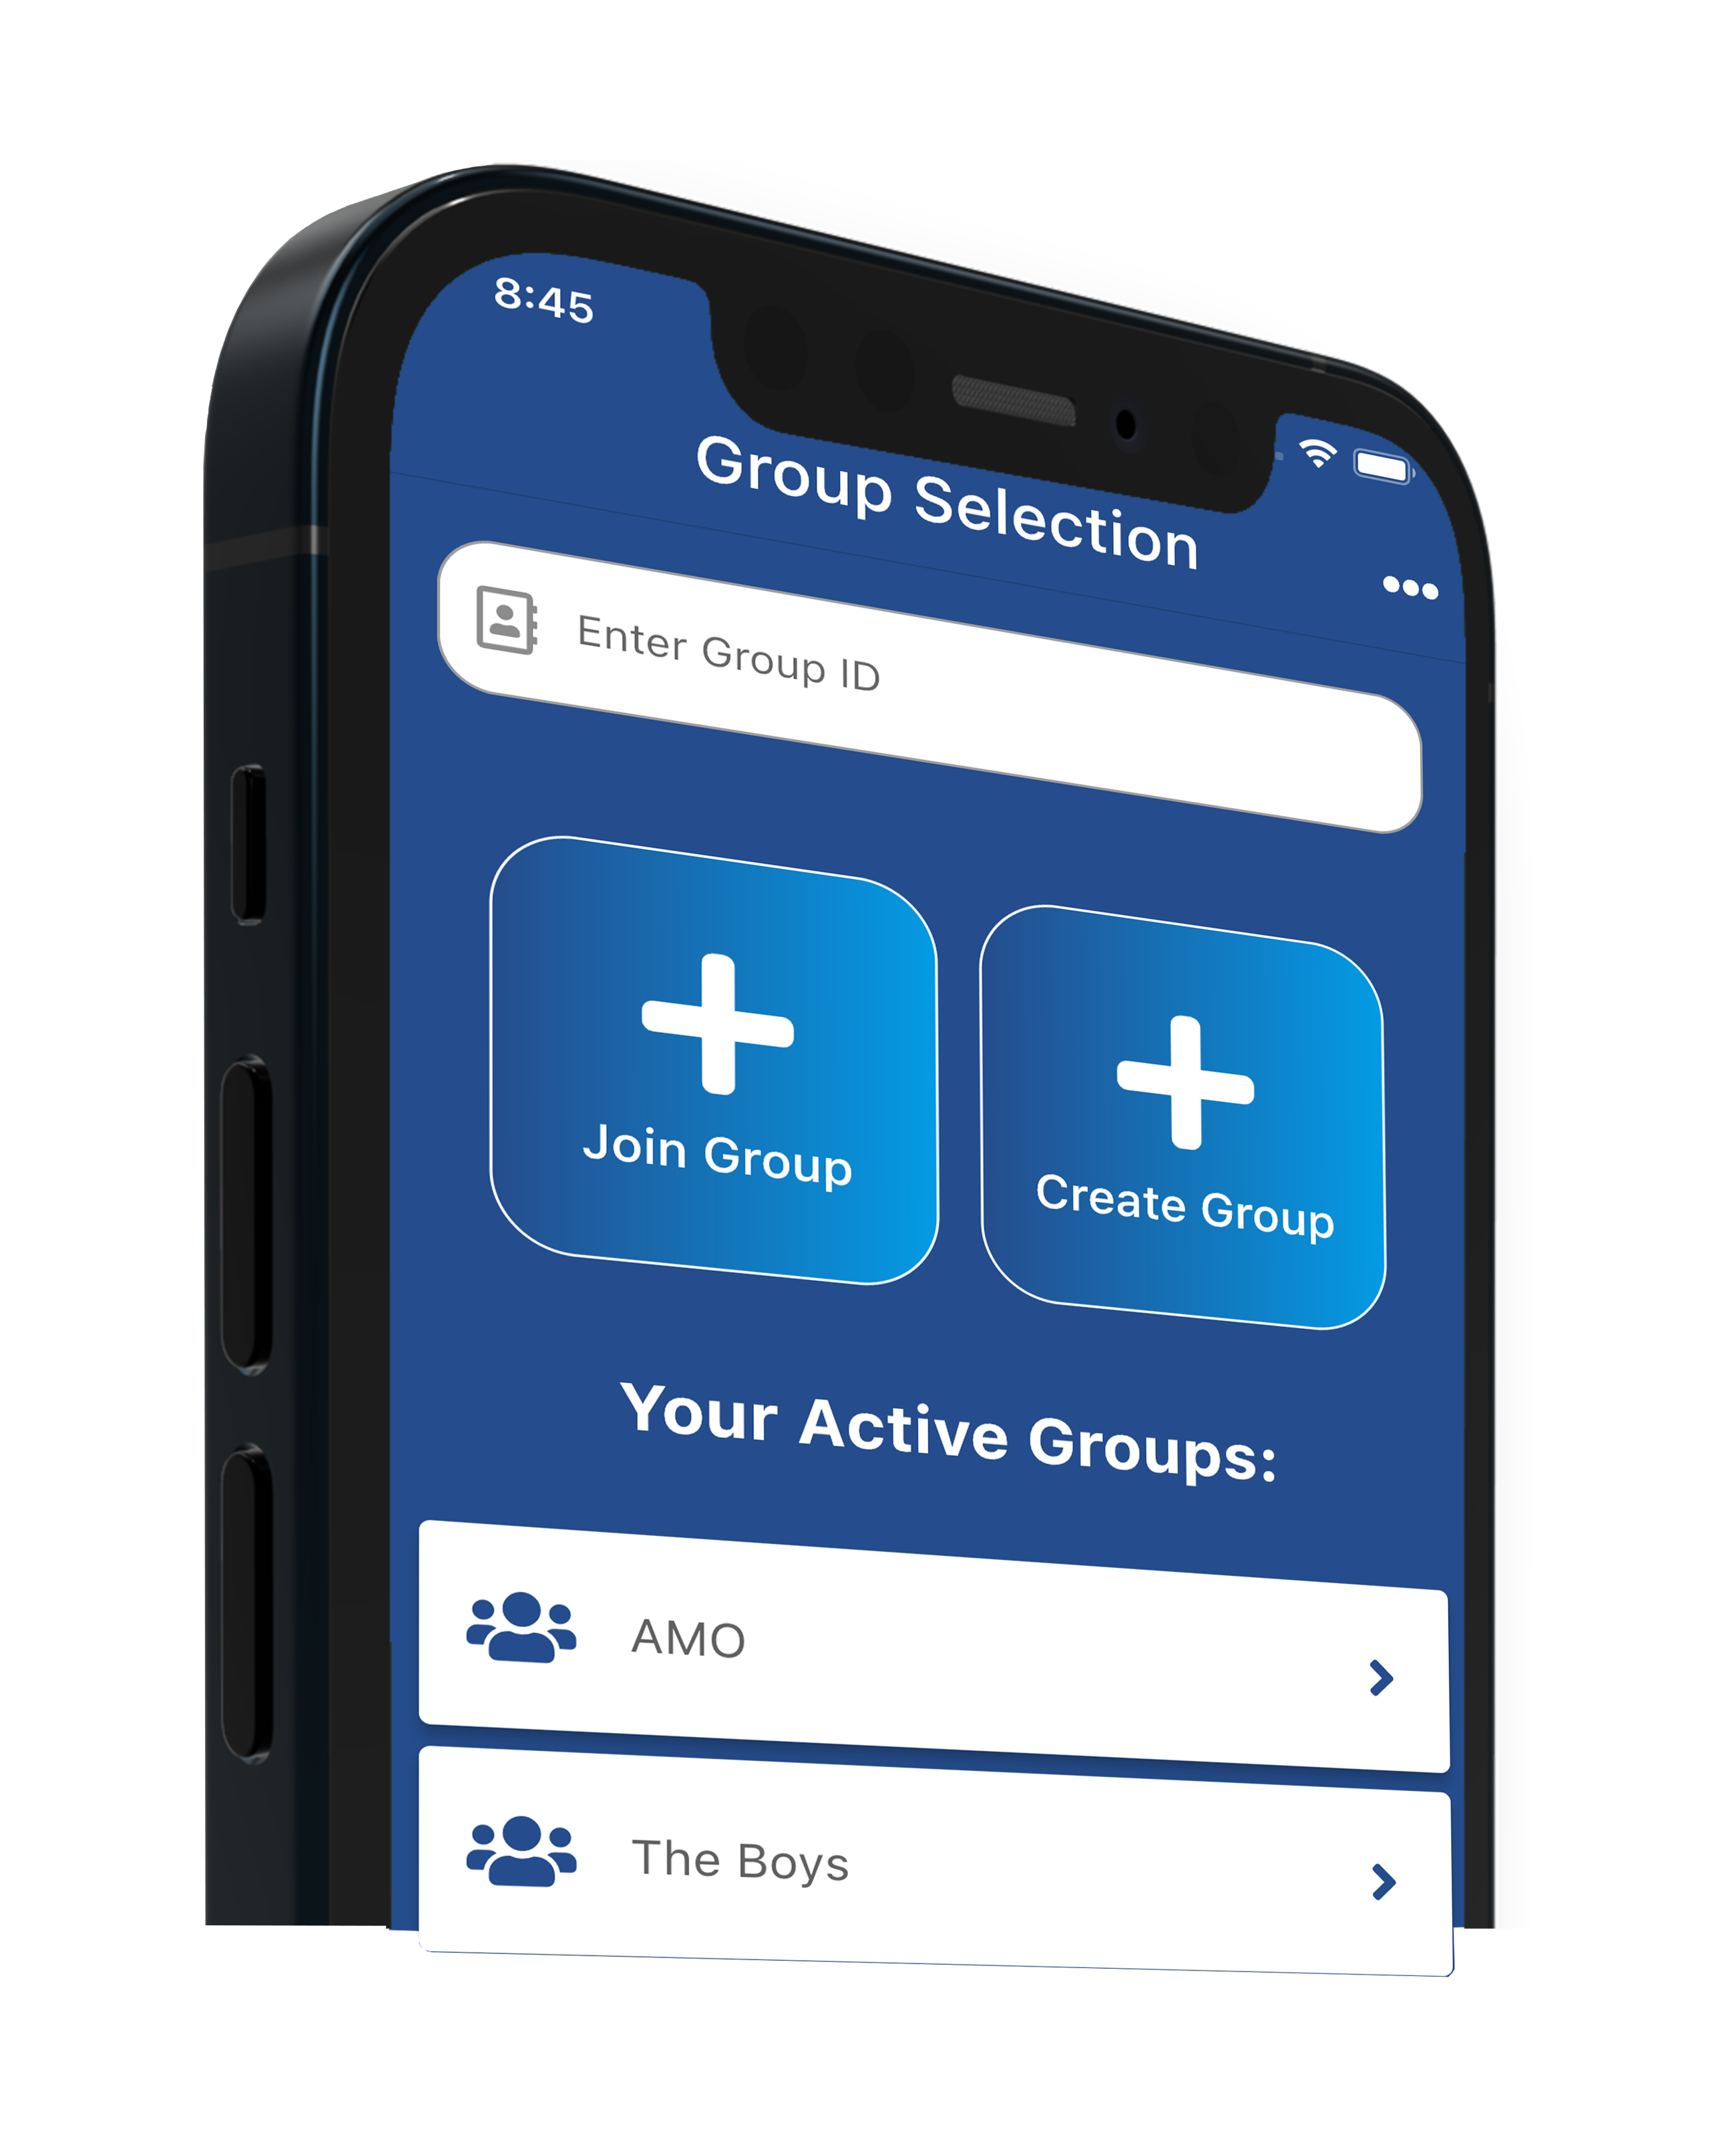 8:45
Group Selection
Enter Group ID
Join Group
Create Group
Your Active Groups:
AMO
The Boys